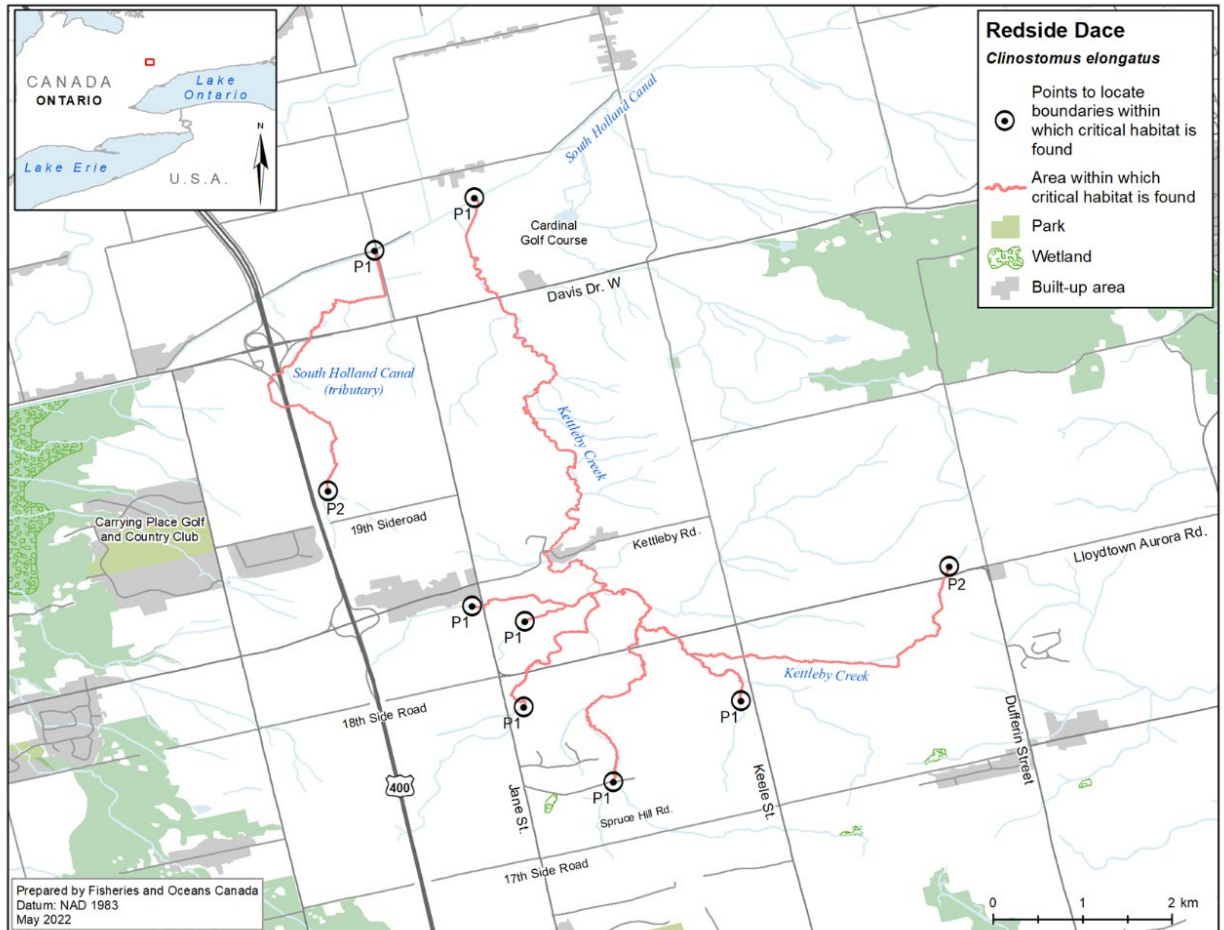 CANADA
ONTARIO
Lake
Ontario
Lake Erie
U.S.A.
N
Redside Dace
Clinostomus elongatus
Points to locate
boundaries within
which critical habitat is
found
Area within which
critical habitat is found
Park
Wetland
Built-up area
South Holland Canal
P1
Cardinal
Golf Course
P1
Davis Dr. W
South Holland Canal
(tributary)
Kettleby Creek
P2
19th Sideroad
Carrying Place Golf
and Country Club
Kettleby Rd.
Lloydtown Aurora Rd.
P2
P1
P1
Kettleby Creek
P1
P1
18th Side Road
Dufferin Street
400
Jane St.
P1
Keele St.
Spruce Hill Rd.
17th Side Road
Prepared by Fisheries and Oceans Canada
Datum: NAD 1983
May 2022
0 1 2 km